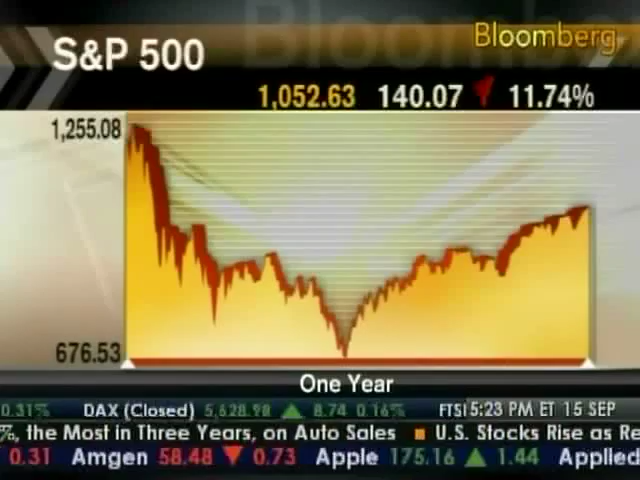 Bloomberg
S&P 500
1,052.63 140.07 11.74%
1,255.08
676.53
One Year
0.31% DAX (Closed) 5,628.98 8.74 0.16% FTS 5:23 PM ET 15 SEP
%, the Most in Three Years, on Auto Sales U.S. Stocks Rise as Re
0.31 Amgen 58.48 0.73 Apple 175.16 1.44 Applied